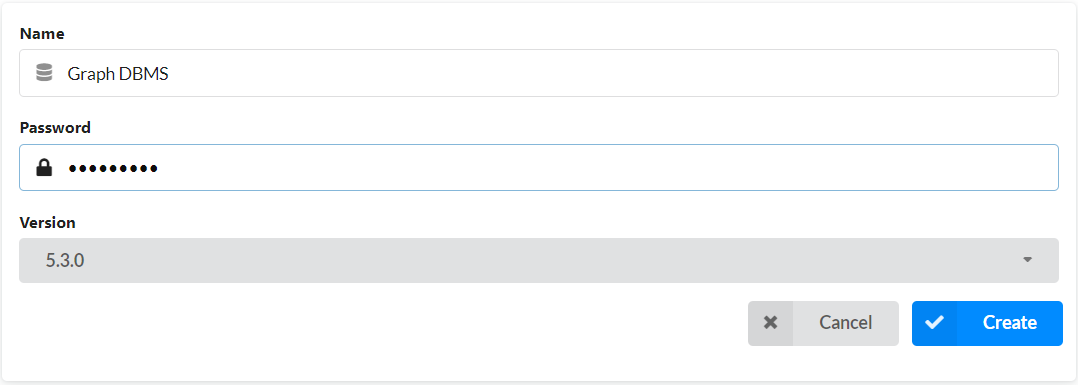 Name
Graph DBMS
Password
•••••••••
Version
5.3.0
Cancel
Create